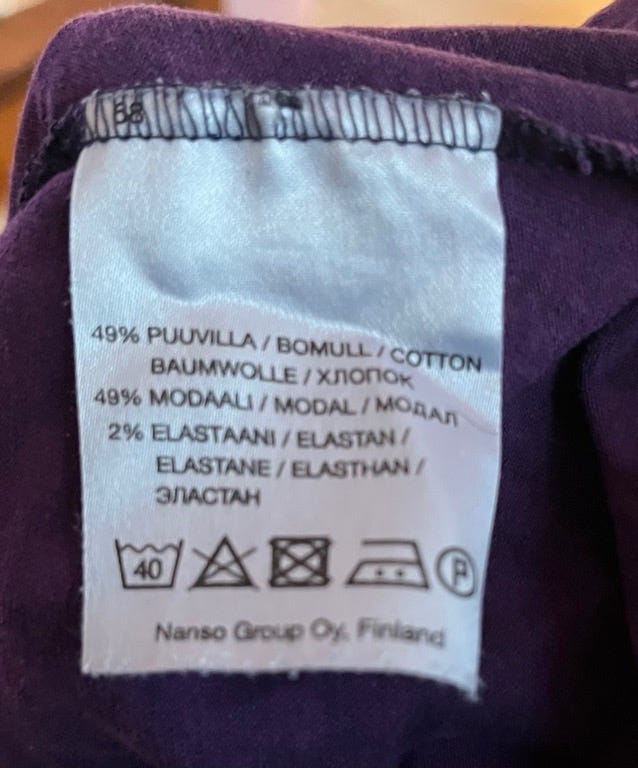 49% PUUVILLA / BOMULL / COTTON
BAUMWOLLE / ХЛОПОК
49% MODAALI / MODAL / МОДАЛ
2% ELASTAANI / ELASTAN /
ELASTANE / ELASTHAN /
ЭЛАСТАН
40 P
Nanso Group Oy, Finland